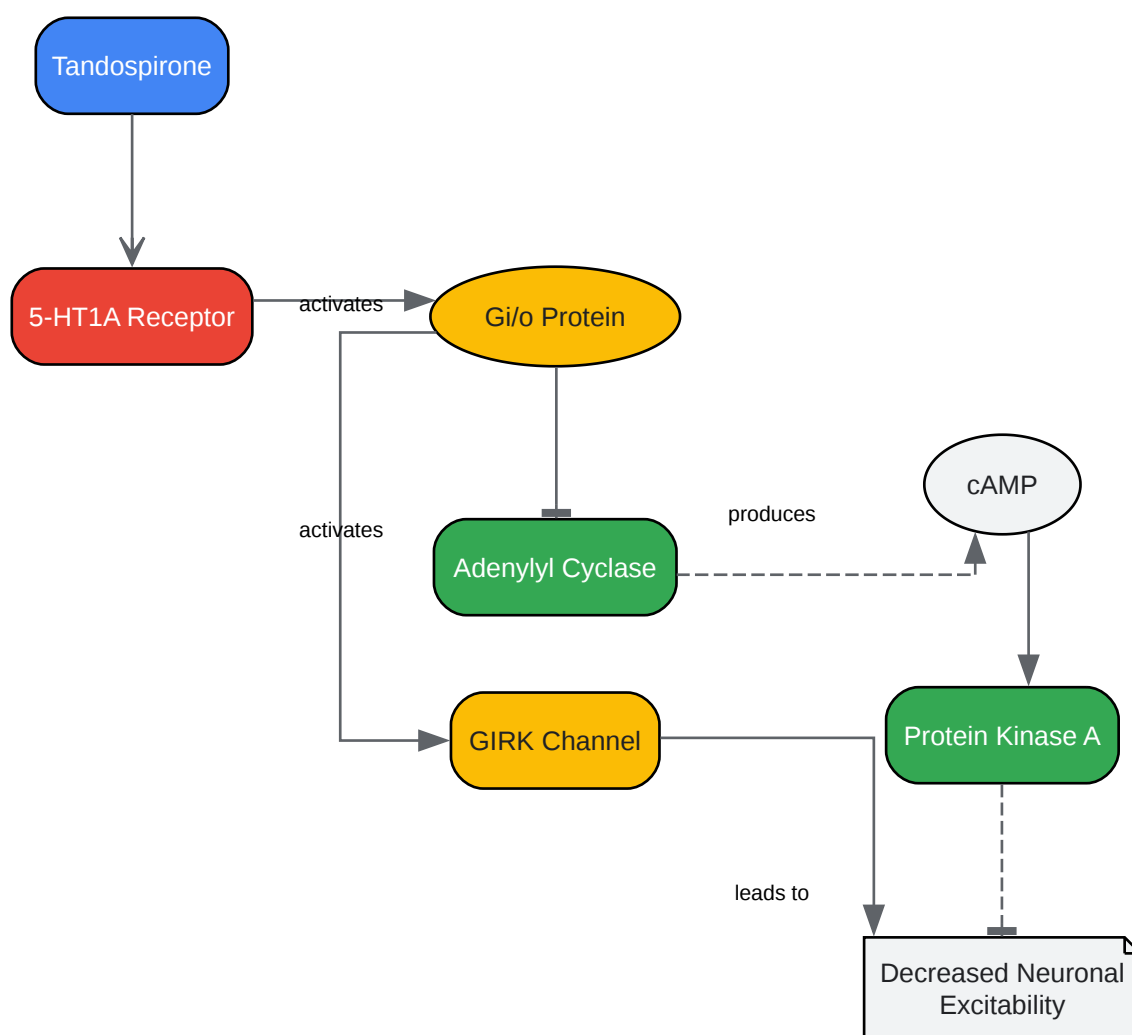 Tandospirone
5-HT1A Receptor
activates
Gi/o Protein
cAMP
activates
produces
Adenylyl Cyclase
GIRK Channel
Protein Kinase A
leads to
Decreased Neuronal
Excitability